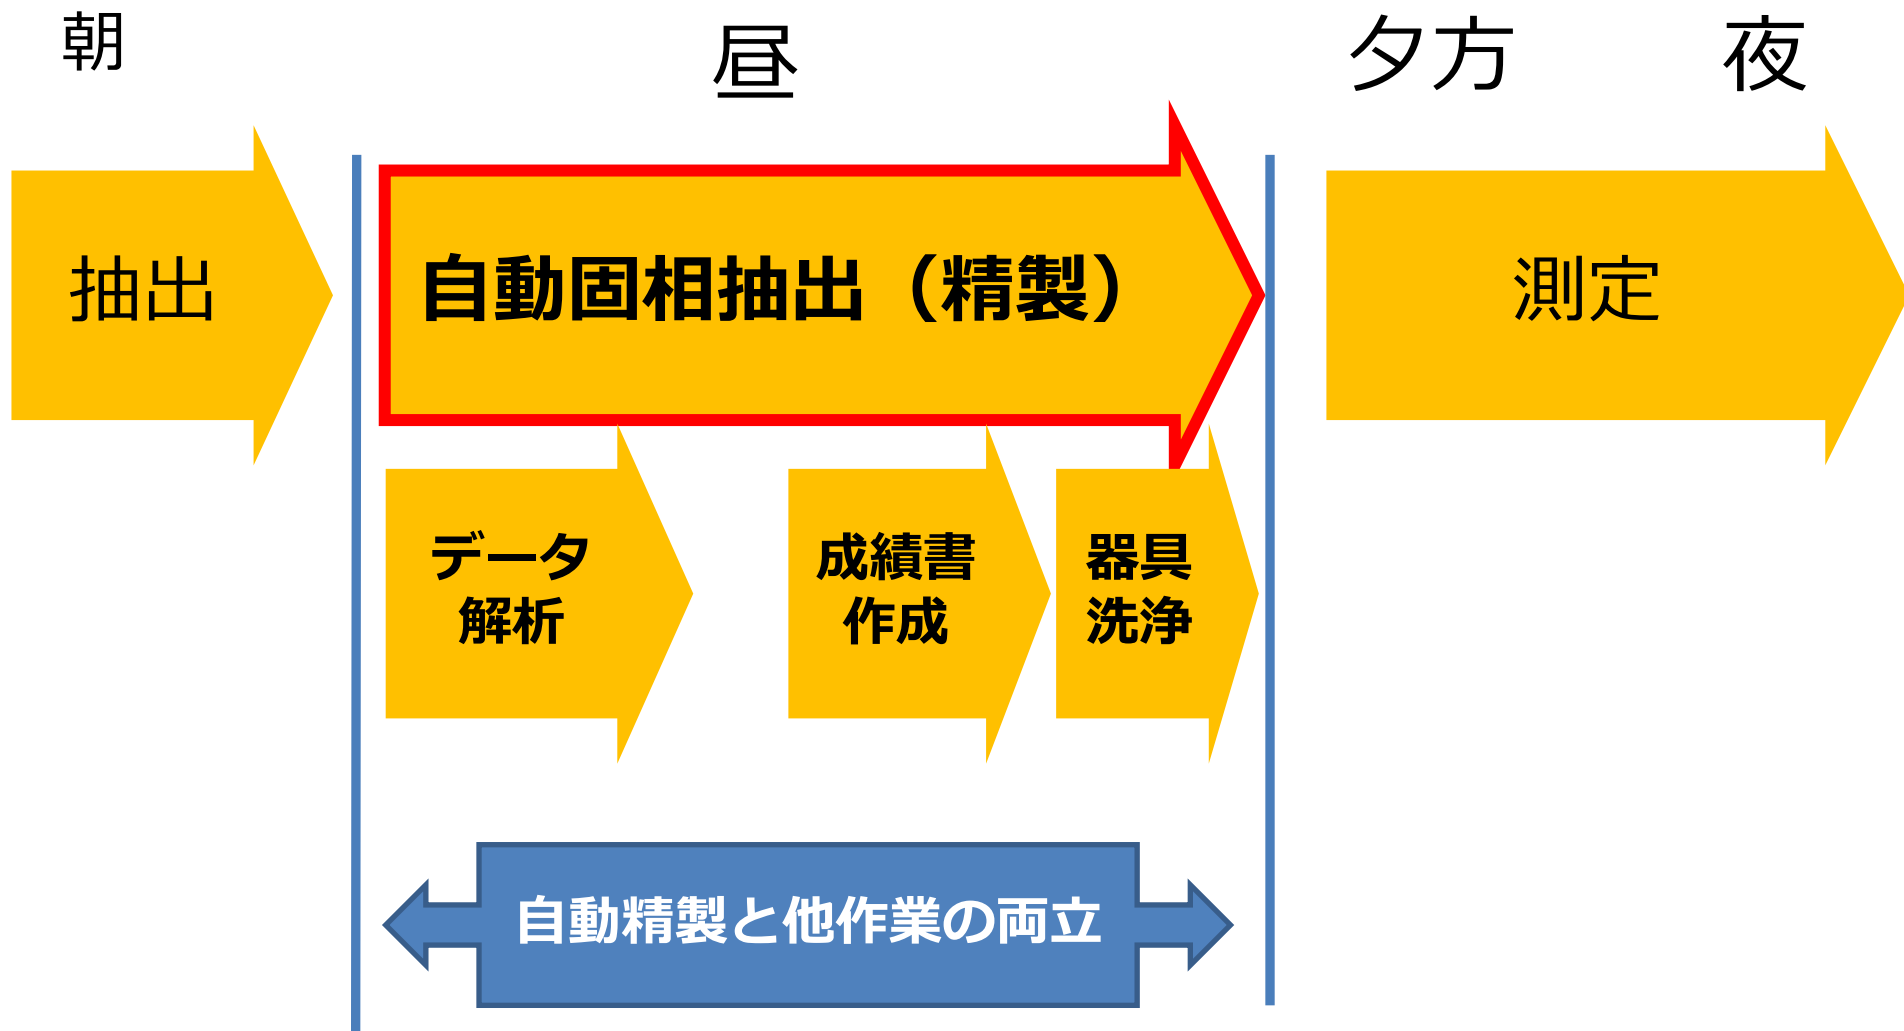 朝
昼
夕方
夜
抽出
自動固相抽出（精製）
測定
データ
解析
成績書
作成
器具
洗浄
自動精製と他作業の両立